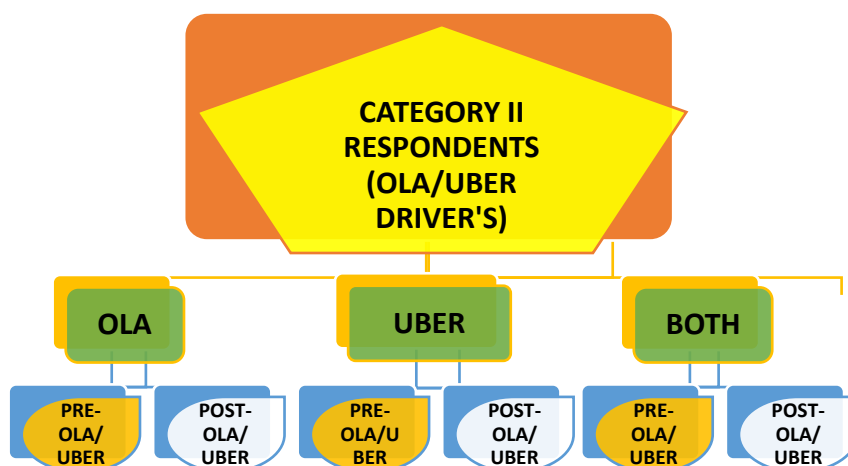 CATEGORY II
RESPONDENTS
(OLA/UBER
DRIVER'S)
OLA
UBER
BOTH
PRE-
OLA/
UBER
POST-
OLA/
UBER
PRE-
OLA/U
BER
POST-
OLA/
UBER
PRE-
OLA/
UBER
POST-
OLA/
UBER